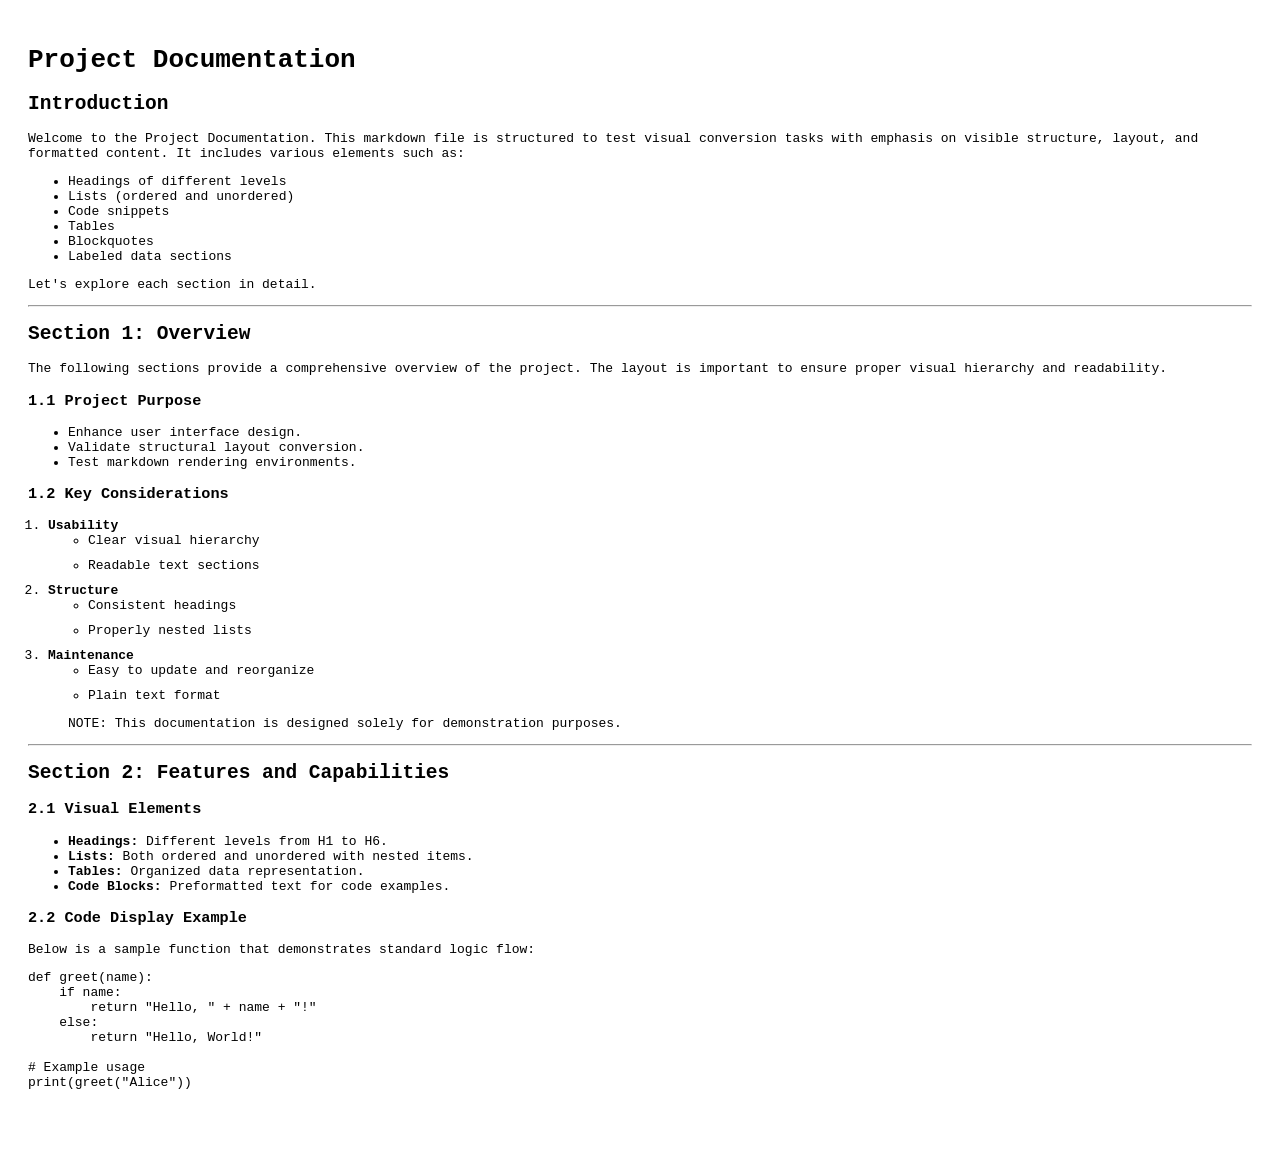 Project Documentation
Introduction
Welcome to the Project Documentation. This markdown file is structured to test visual conversion tasks with emphasis on visible structure, layout, and
formatted content. It includes various elements such as:
• Headings of different levels
• Lists (ordered and unordered)
• Code snippets
• Tables
• Blockquotes
• Labeled data sections
Let's explore each section in detail.
Section 1: Overview
The following sections provide a comprehensive overview of the project. The layout is important to ensure proper visual hierarchy and readability.
1.1 Project Purpose
• Enhance user interface design.
• Validate structural layout conversion.
• Test markdown rendering environments.
1.2 Key Considerations
1. Usability
◦ Clear visual hierarchy
◦ Readable text sections
2. Structure
◦ Consistent headings
◦ Properly nested lists
3. Maintenance
◦ Easy to update and reorganize
◦ Plain text format
NOTE: This documentation is designed solely for demonstration purposes.
Section 2: Features and Capabilities
2.1 Visual Elements
• Headings: Different levels from H1 to H6.
• Lists: Both ordered and unordered with nested items.
• Tables: Organized data representation.
• Code Blocks: Preformatted text for code examples.
2.2 Code Display Example
Below is a sample function that demonstrates standard logic flow:
def greet(name):
    if name:
        return "Hello, " + name + "!"
    else:
        return "Hello, World!"

# Example usage
print(greet("Alice"))